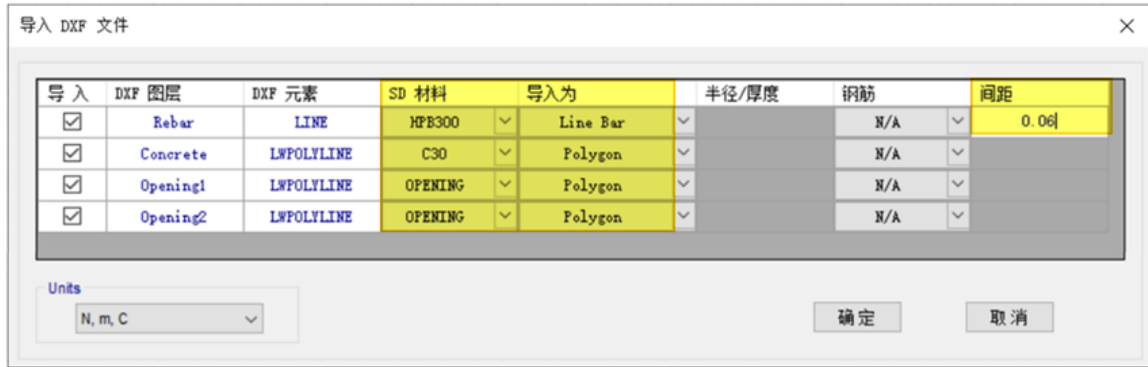 导入 DXF 文件
导 入 DXF 图层 DXF 元素 SD 材料 导入为 半径/厚度 钢筋 间距
Rebar LINE HPB300 Line Bar N/A 0.06
Concrete LWPOLYLINE C30 Polygon N/A
Opening1 LWPOLYLINE OPENING Polygon N/A
Opening2 LWPOLYLINE OPENING Polygon N/A
Units
N, m, C 确定 取消